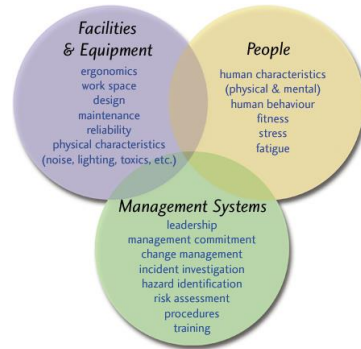 Facilities
& Equipment
ergonomics
work space
design
maintenance
reliability
physical characteristics
(noise, lighting, toxics, etc.)
People
human characteristics
(physical & mental)
human behaviour
fitness
stress
fatigue
Management Systems
leadership
management commitment
change management
incident investigation
hazard identification
risk assessment
procedures
training